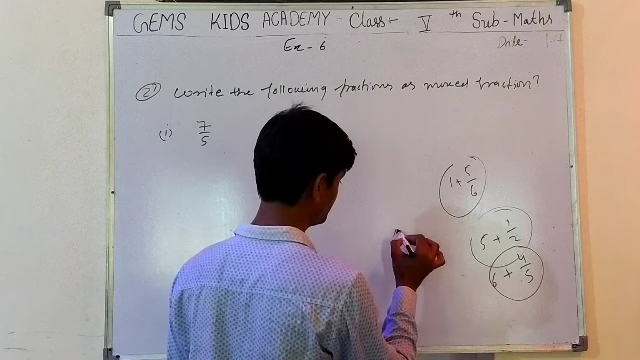 GEMS KIDS ACADEMY - Class:- V th Sub - Maths
Ex - 6 Date -
(2) Write the following fractions as mixed fraction?
(i) 7/5
1 + 5/6
5 + 1/2
6 + 4/5